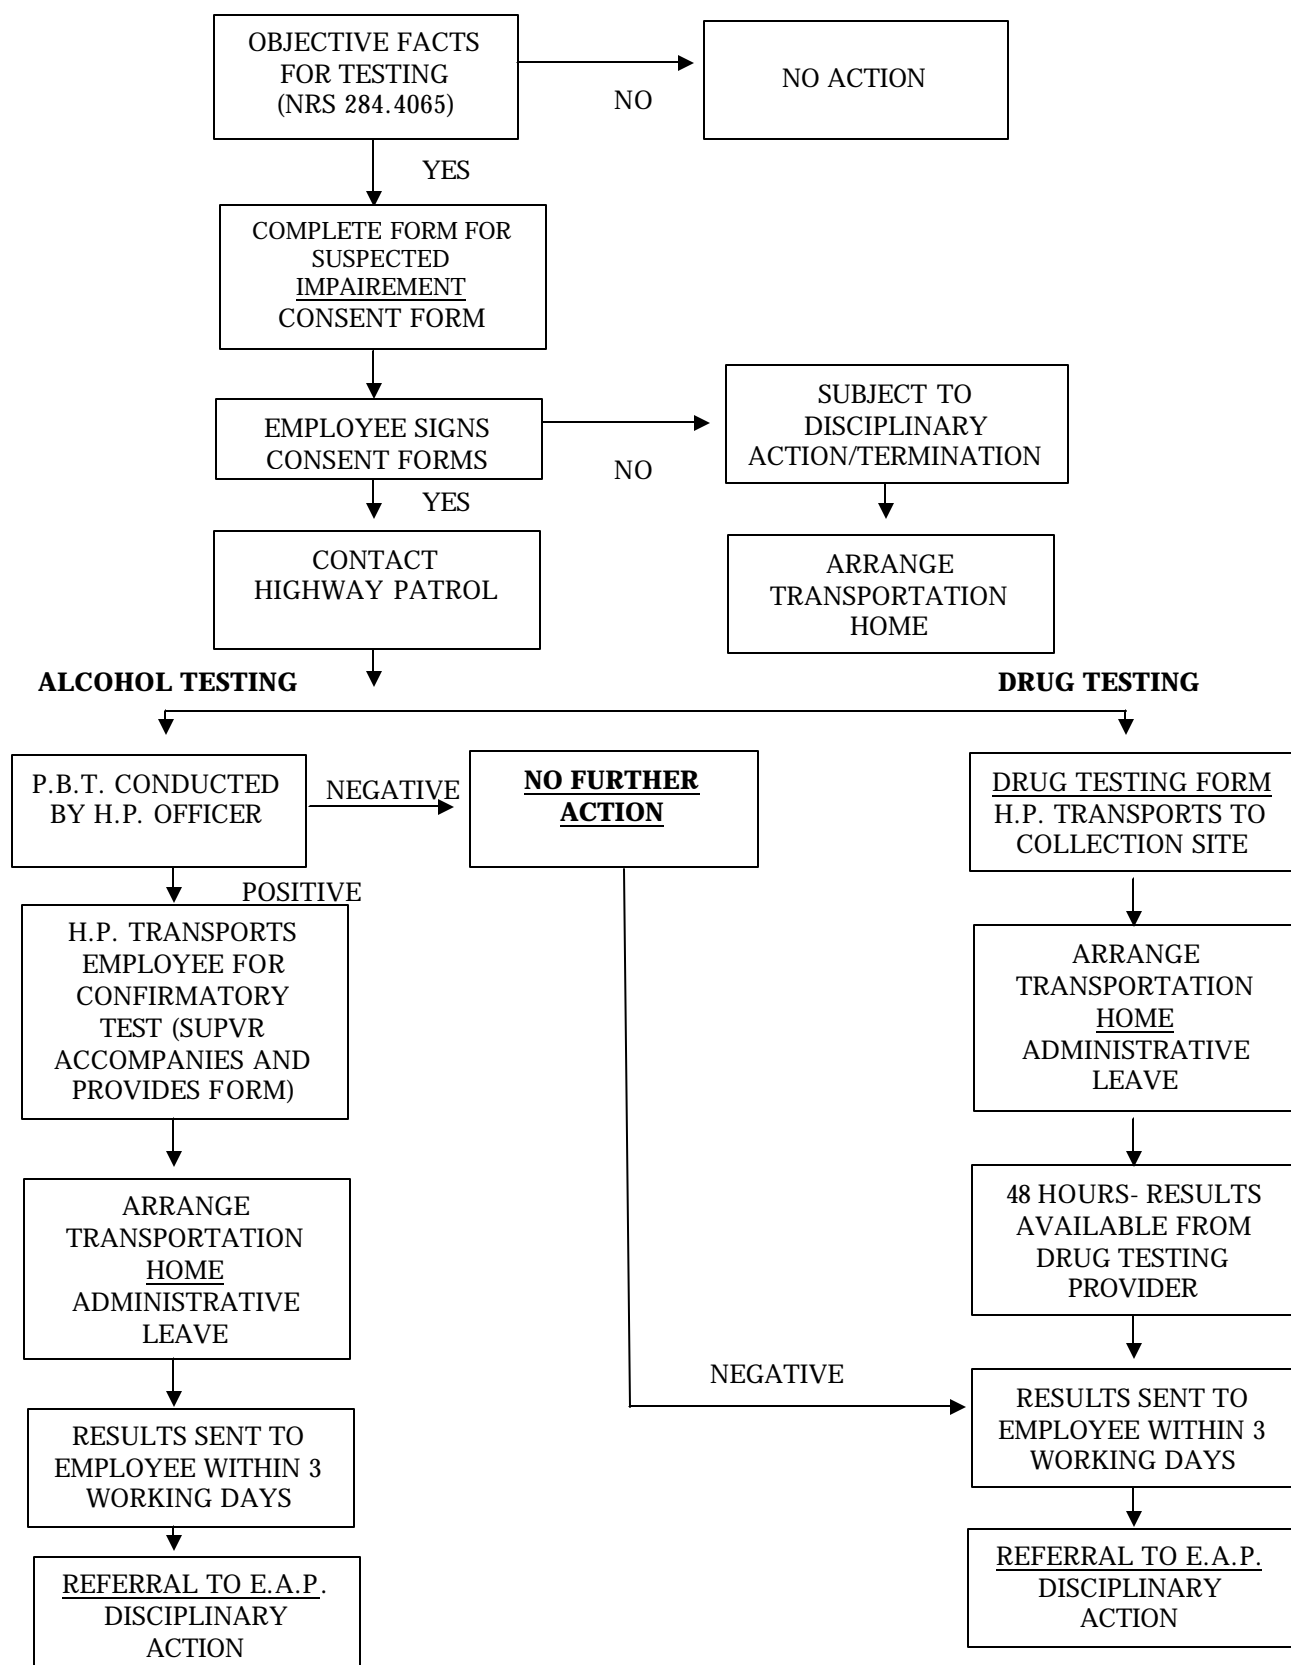 OBJECTIVE FACTS
FOR TESTING
(NRS 284.4065)
NO
NO ACTION
YES
COMPLETE FORM FOR
SUSPECTED
IMPAIREMENT
CONSENT FORM
EMPLOYEE SIGNS
CONSENT FORMS
NO
SUBJECT TO
DISCIPLINARY
ACTION/TERMINATION
YES
ARRANGE
TRANSPORTATION
HOME
CONTACT
HIGHWAY PATROL
ALCOHOL TESTING
DRUG TESTING
P.B.T. CONDUCTED
BY H.P. OFFICER
NEGATIVE
NO FURTHER
ACTION
DRUG TESTING FORM
H.P. TRANSPORTS TO
COLLECTION SITE
POSITIVE
H.P. TRANSPORTS
EMPLOYEE FOR
CONFIRMATORY
TEST (SUPVR
ACCOMPANIES AND
PROVIDES FORM)
ARRANGE
TRANSPORTATION
HOME
ADMINISTRATIVE
LEAVE
ARRANGE
TRANSPORTATION
HOME
ADMINISTRATIVE
LEAVE
48 HOURS- RESULTS
AVAILABLE FROM
DRUG TESTING
PROVIDER
NEGATIVE
RESULTS SENT TO
EMPLOYEE WITHIN 3
WORKING DAYS
RESULTS SENT TO
EMPLOYEE WITHIN 3
WORKING DAYS
REFERRAL TO E.A.P.
DISCIPLINARY
ACTION
REFERRAL TO E.A.P.
DISCIPLINARY
ACTION